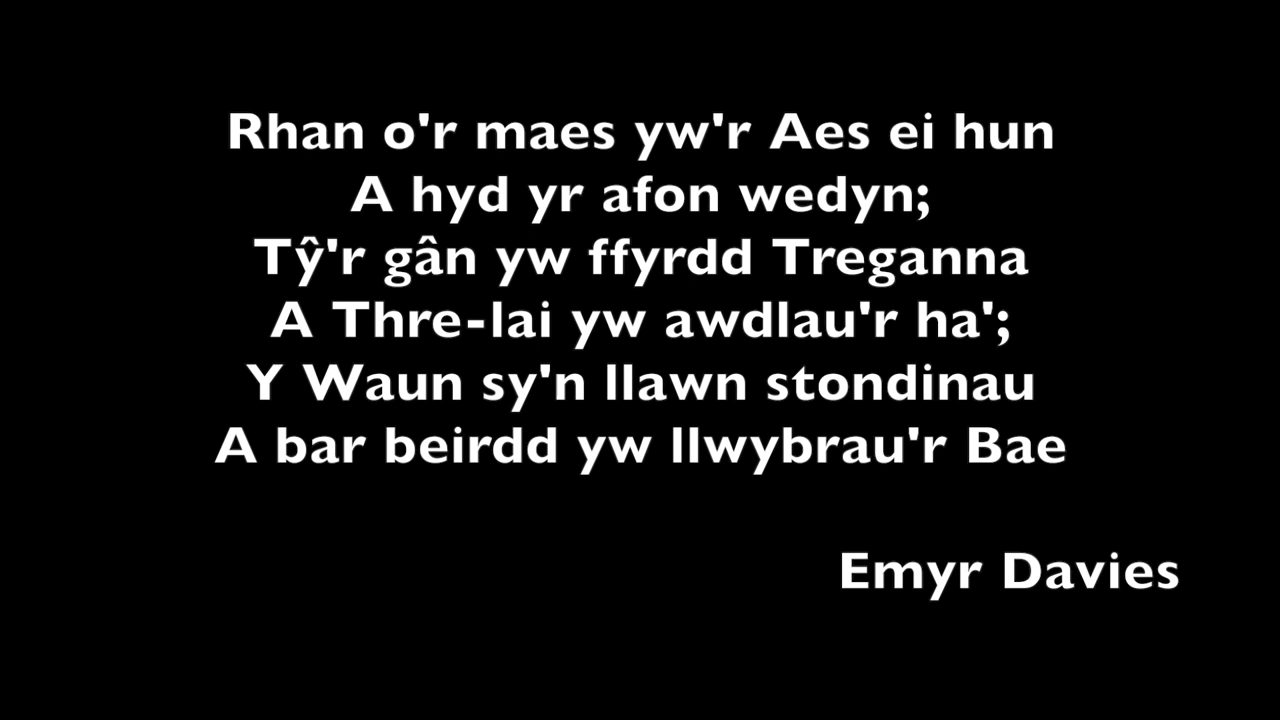 Rhan o'r maes yw'r Aes ei hun
A hyd yr afon wedyn;
Tŷ'r gân yw ffyrdd Treganna
A Thre-lai yw awdlau'r ha';
Y Waun sy'n llawn stondinau
A bar beirdd yw llwybrau'r Bae
Emyr Davies